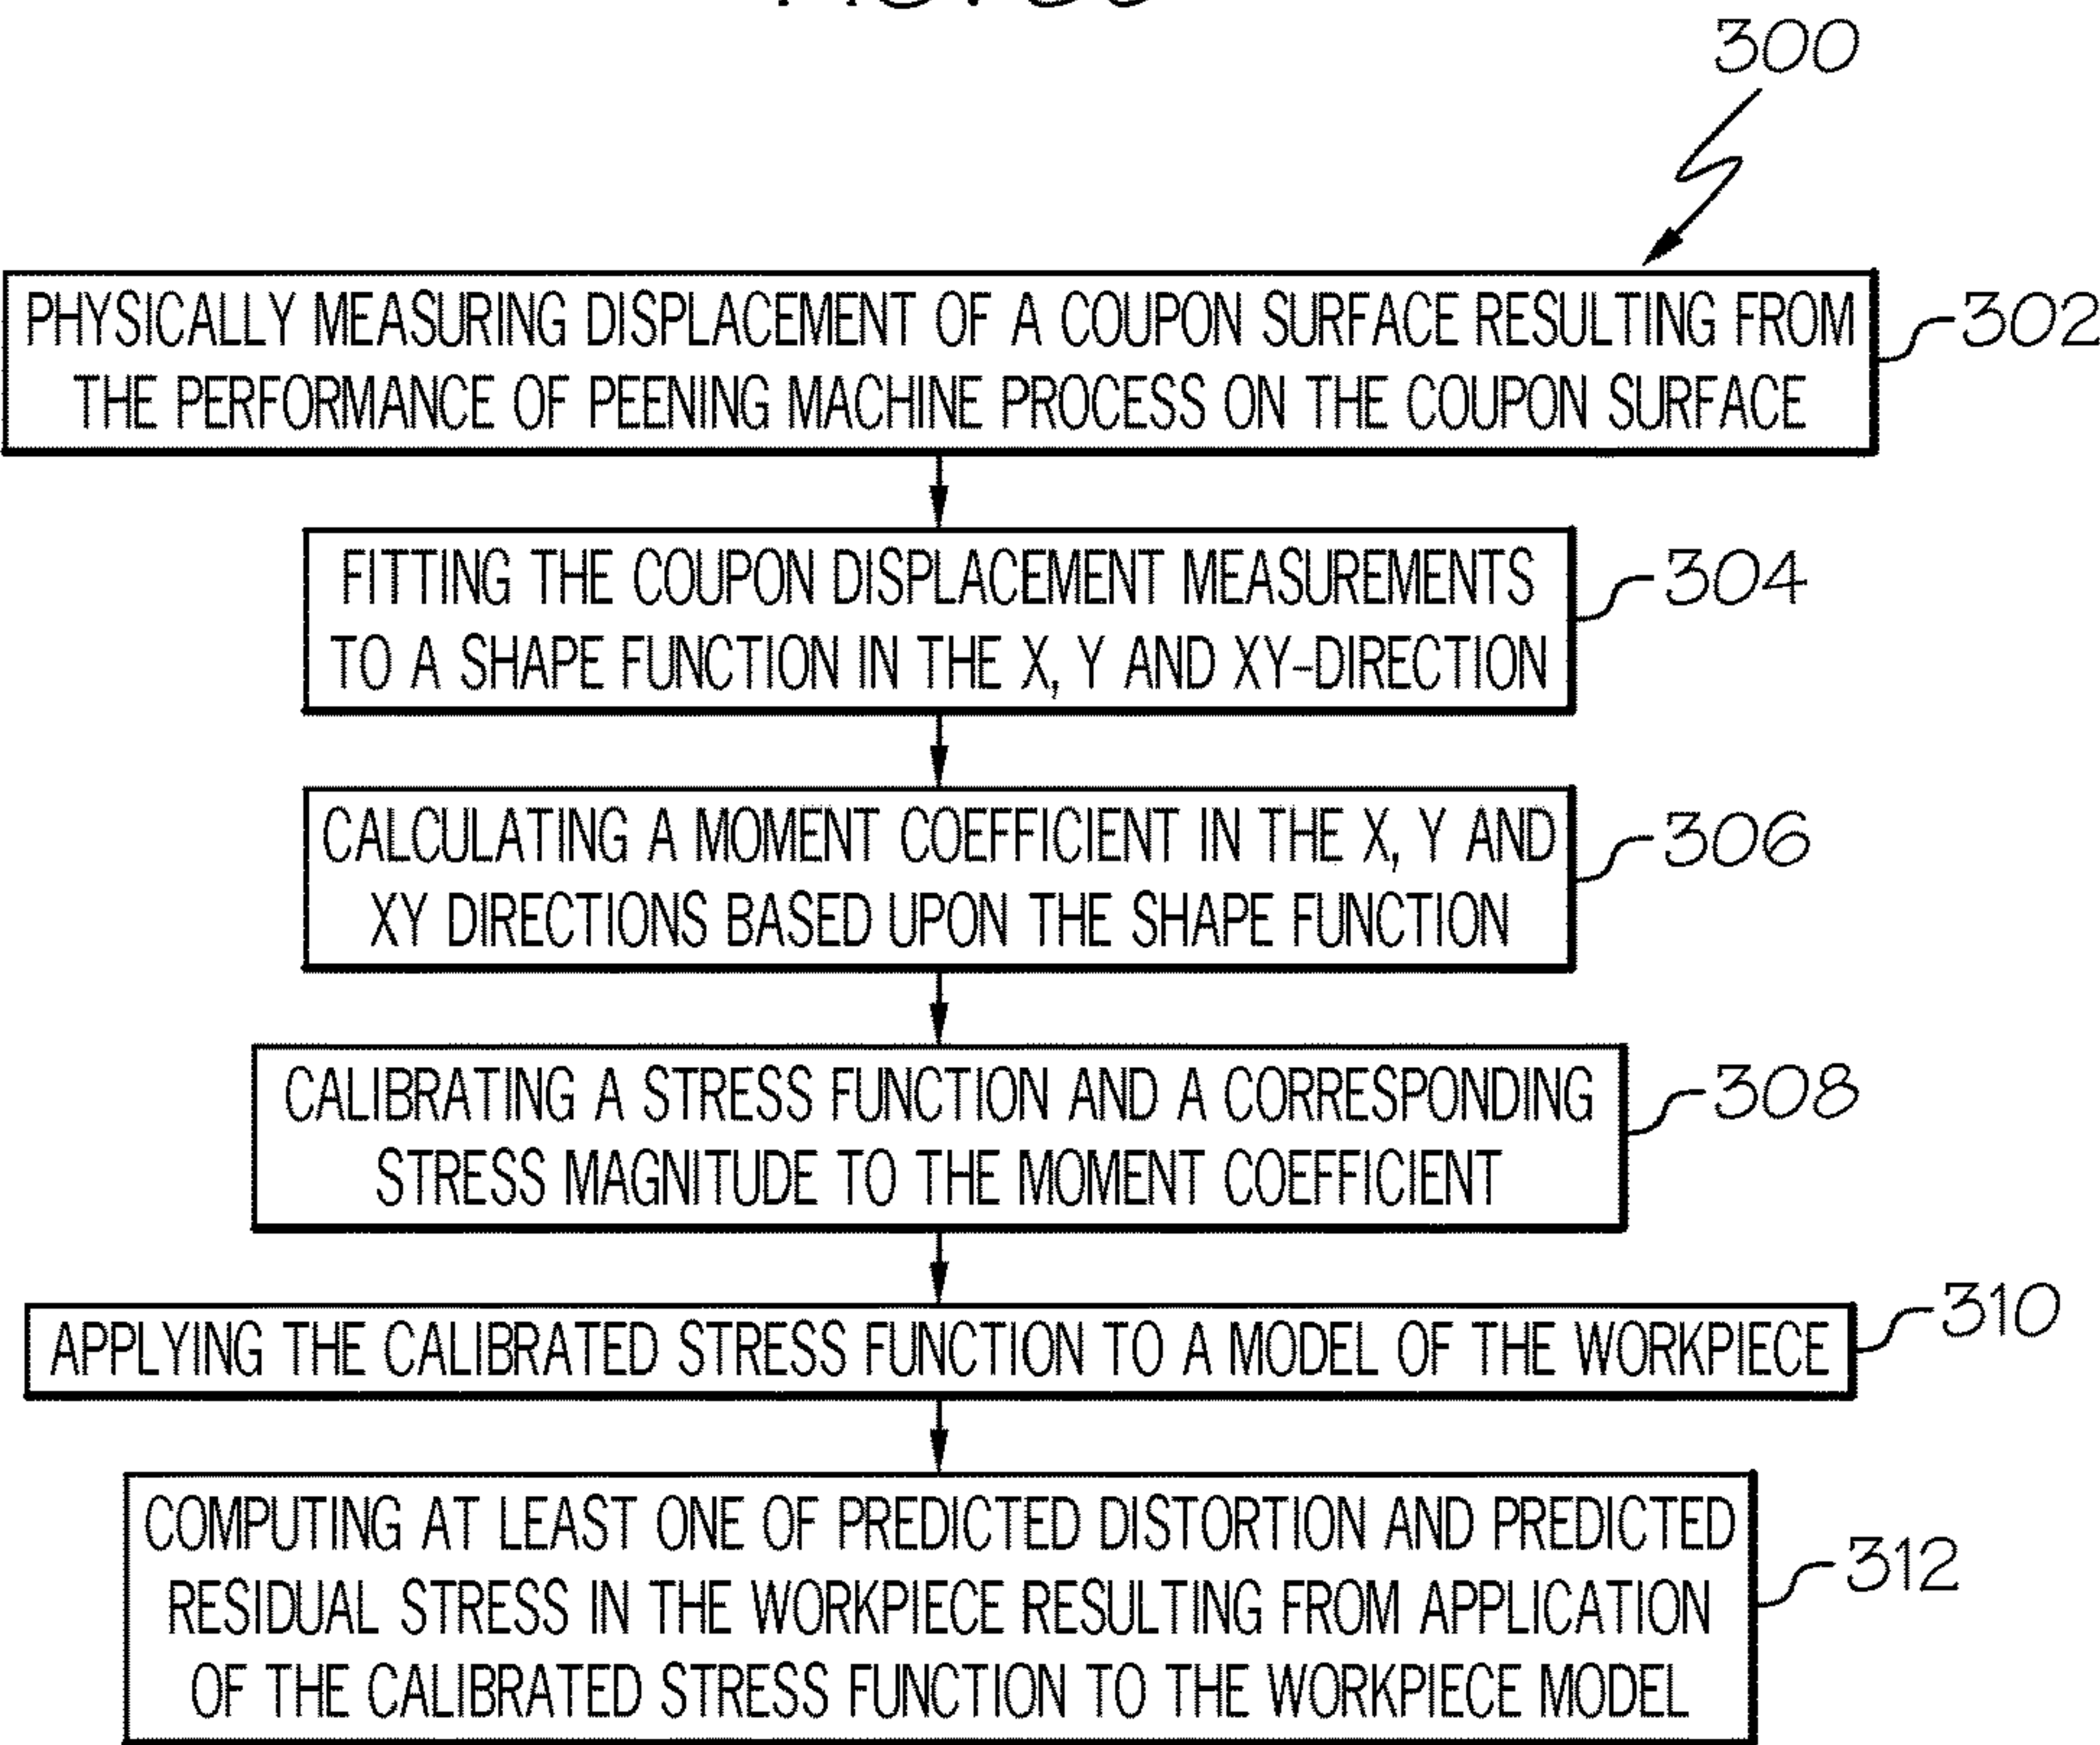 300
PHYSICALLY MEASURING DISPLACEMENT OF A COUPON SURFACE RESULTING FROM
THE PERFORMANCE OF PEENING MACHINE PROCESS ON THE COUPON SURFACE
302
FITTING THE COUPON DISPLACEMENT MEASUREMENTS
TO A SHAPE FUNCTION IN THE X, Y AND XY-DIRECTION
304
CALCULATING A MOMENT COEFFICIENT IN THE X, Y AND
XY DIRECTIONS BASED UPON THE SHAPE FUNCTION
306
CALIBRATING A STRESS FUNCTION AND A CORRESPONDING
STRESS MAGNITUDE TO THE MOMENT COEFFICIENT
308
APPLYING THE CALIBRATED STRESS FUNCTION TO A MODEL OF THE WORKPIECE
310
COMPUTING AT LEAST ONE OF PREDICTED DISTORTION AND PREDICTED
RESIDUAL STRESS IN THE WORKPIECE RESULTING FROM APPLICATION
OF THE CALIBRATED STRESS FUNCTION TO THE WORKPIECE MODEL
312